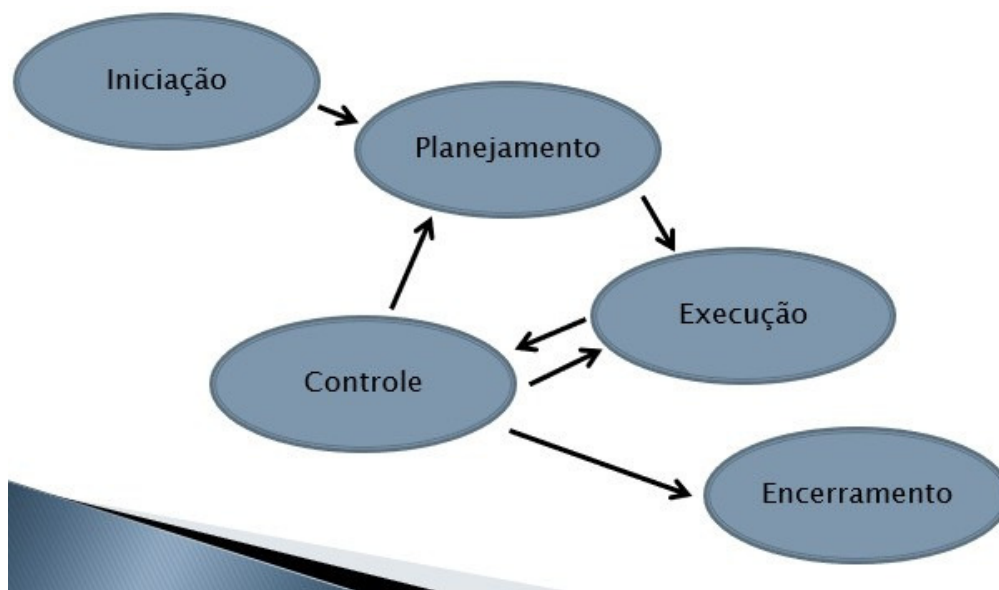 Iniciação
Planejamento
Execução
Controle
Encerramento